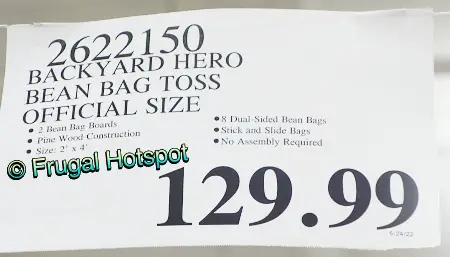 2622150
BACKYARD HERO
BEAN BAG TOSS
OFFICIAL SIZE
• 2 Bean Bag Boards
• Pine Wood Construction
• Size: 2' x 4'
• 8 Dual-Sided Bean Bags
• Stick and Slide Bags
• No Assembly Required
© Frugal Hotspot
129.99
6/24/22